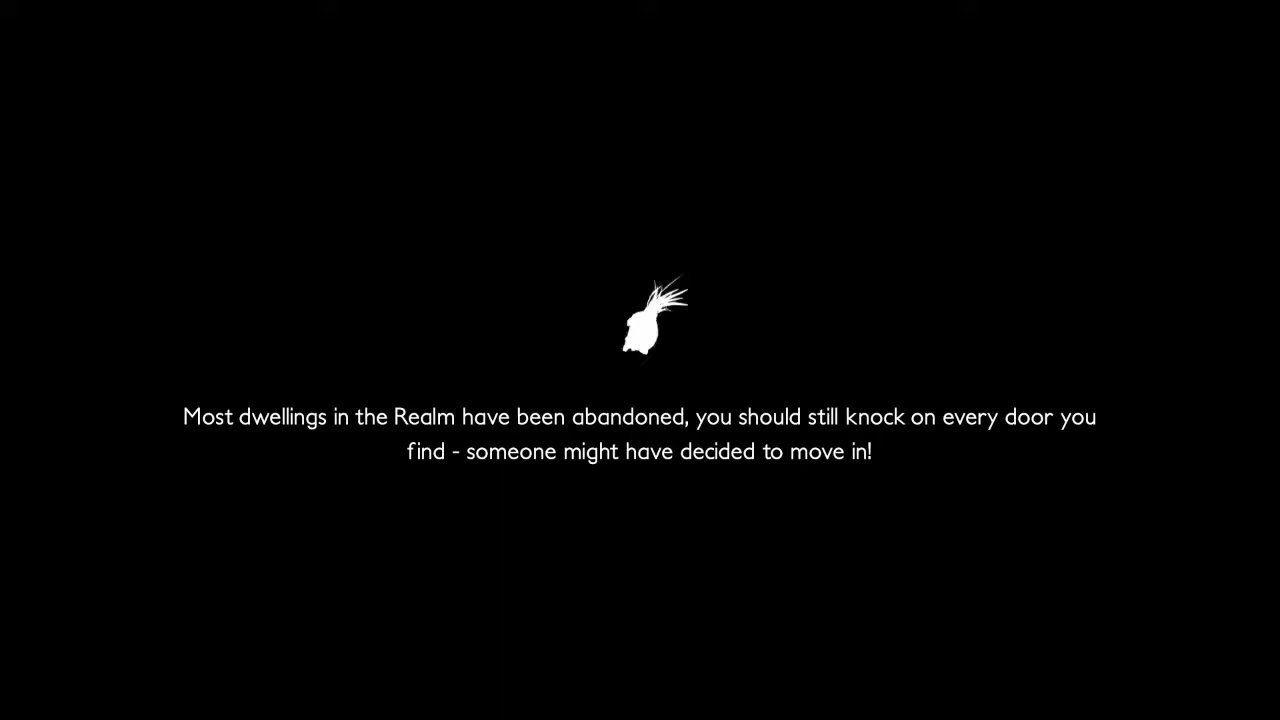 Most dwellings in the Realm have been abandoned, you should still knock on every door you
find - someone might have decided to move in!